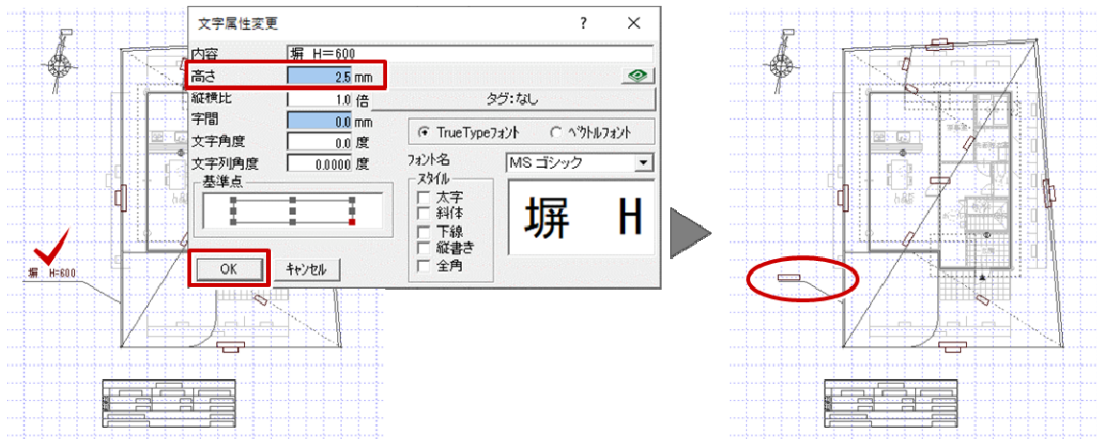 文字属性変更 ? ×
内容 塀　H=600
高さ 2.5 mm
縦横比 1.0 倍
タグ:なし
字間 0.0 mm
TrueTypeフォント ベクトルフォント
文字角度 0.0 度
文字列角度 0.0000 度
フォント名 MS ゴシック
基準点
スタイル
太字
斜体
下線
縦書き
全角
塀　H
OK キャンセル
塀　H=600